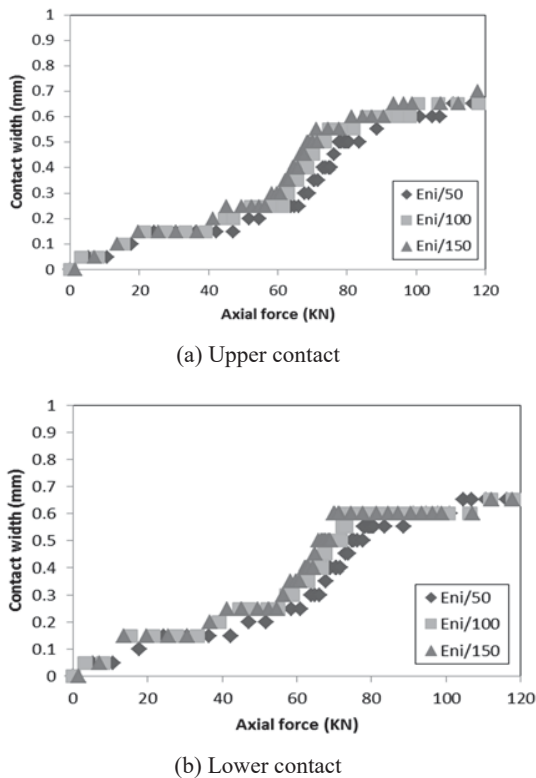 1
0.9
0.8
0.7
0.6
0.5
0.4
0.3
0.2
0.1
0
Contact width (mm)
0 20 40 60 80 100 120
Axial force (KN)
Eni/50
Eni/100
Eni/150
(a) Upper contact
1
0.9
0.8
0.7
0.6
0.5
0.4
0.3
0.2
0.1
0
Contact width (mm)
0 20 40 60 80 100 120
Axial force (KN)
Eni/50
Eni/100
Eni/150
(b) Lower contact